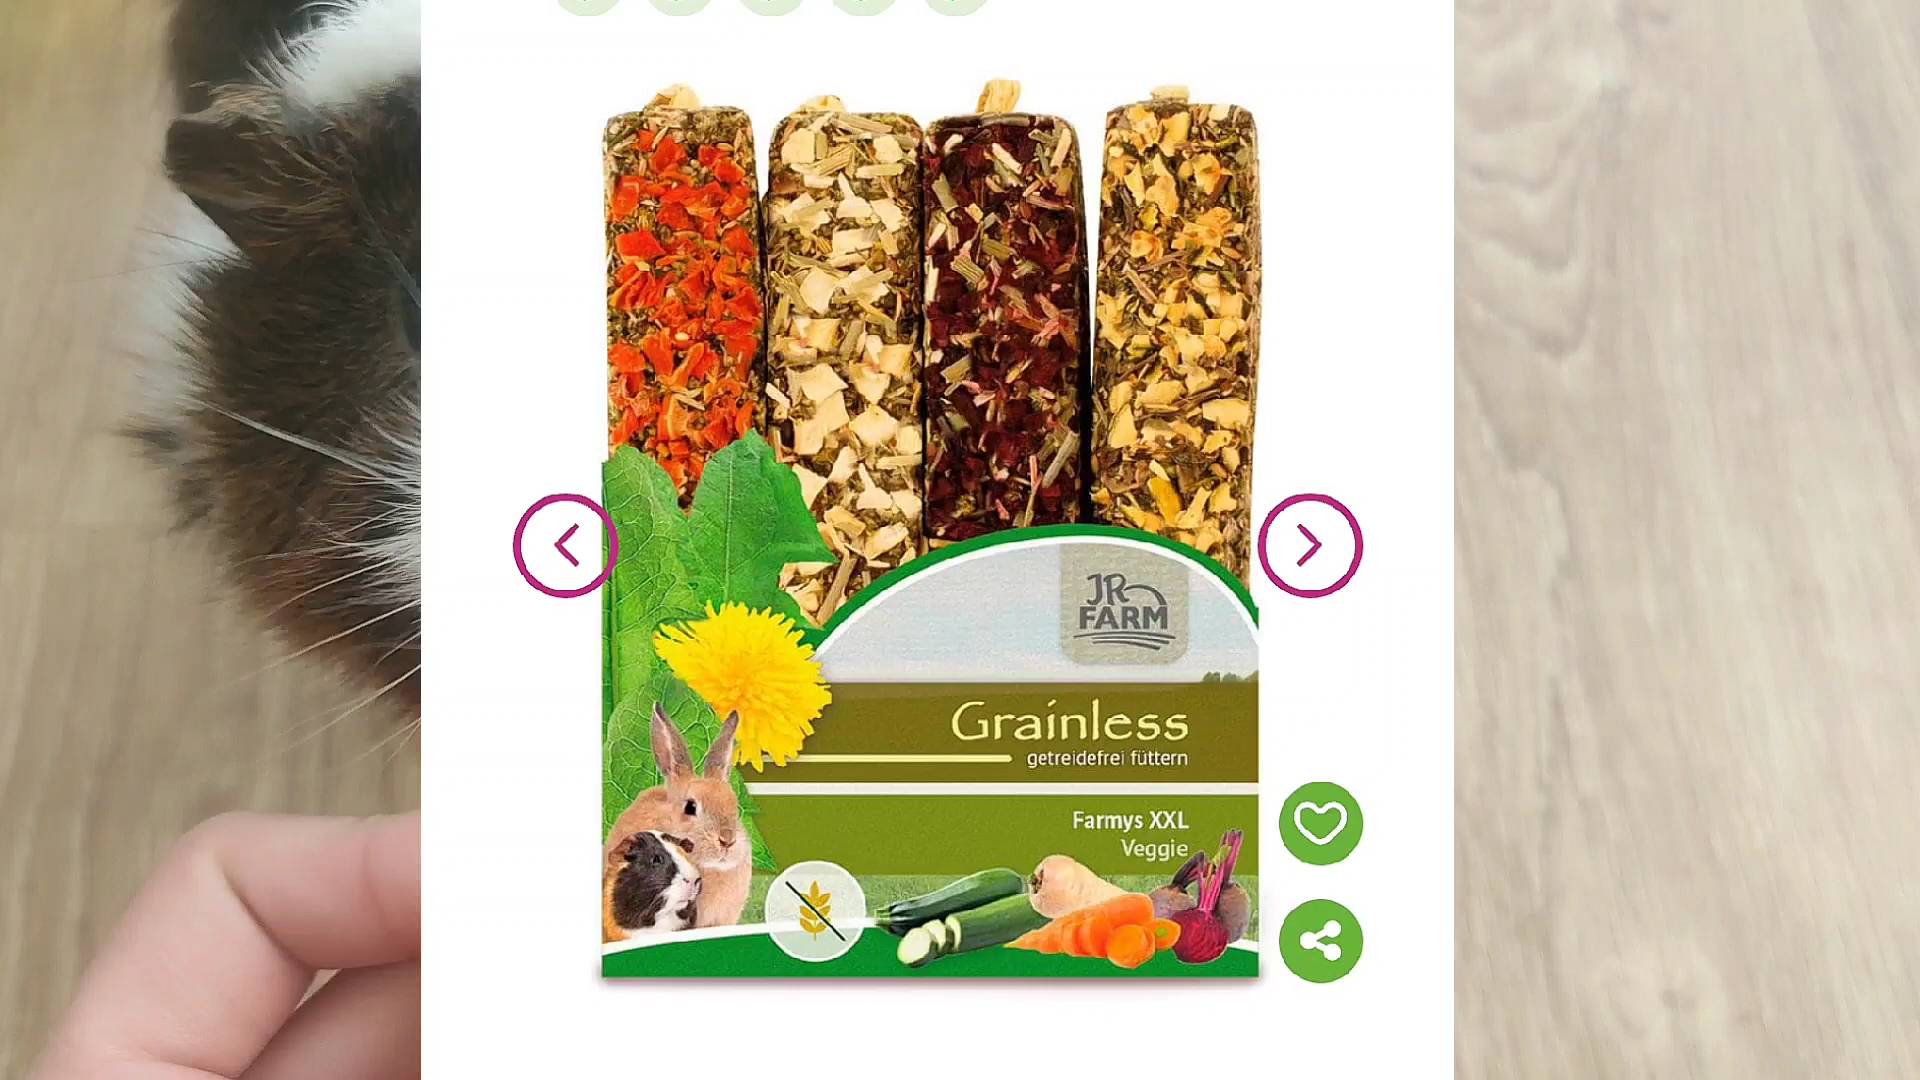 JR
FARM
Grainless
getreidefrei füttern
Farmys XXL
Veggie